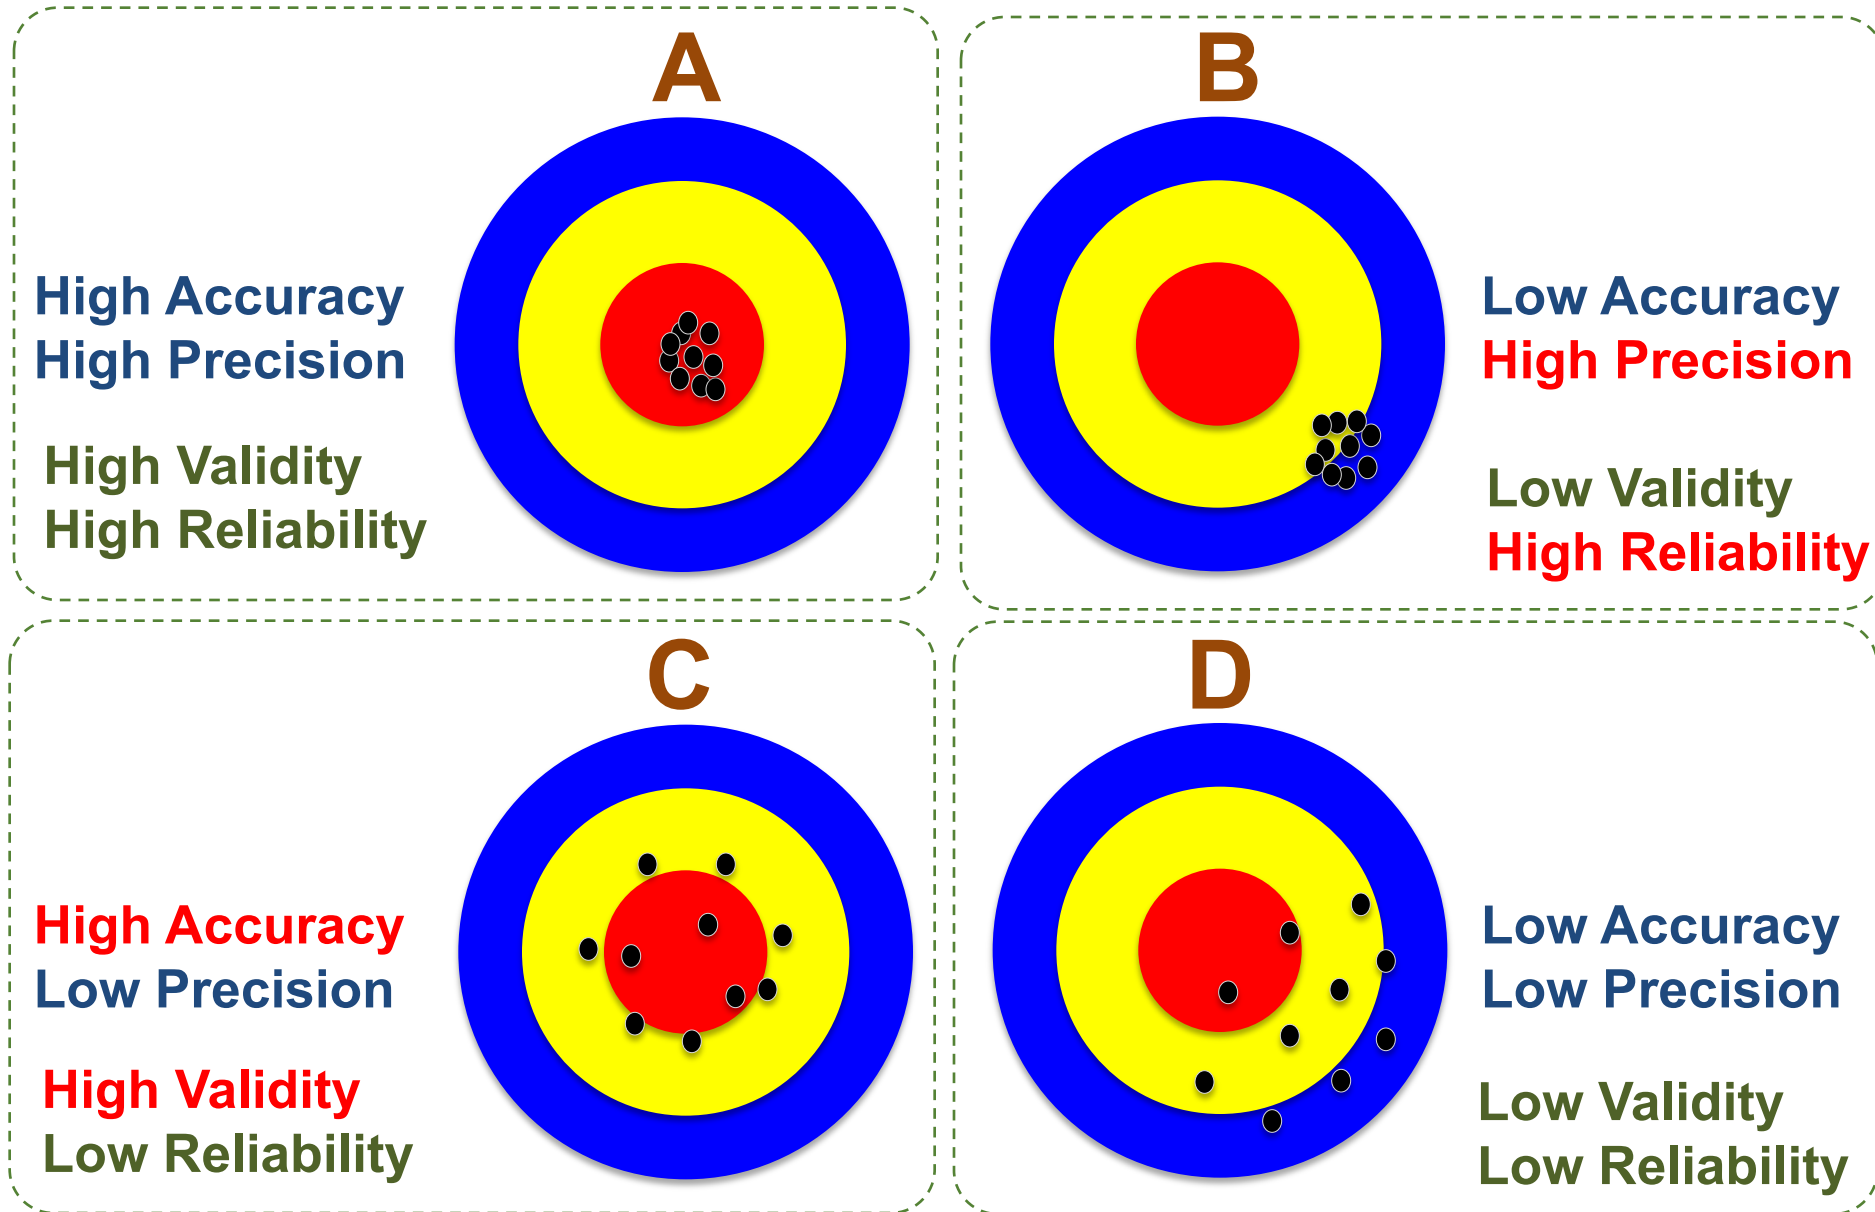 A
High Accuracy
High Precision
High Validity
High Reliability
B
Low Accuracy
High Precision
Low Validity
High Reliability
C
High Accuracy
Low Precision
High Validity
Low Reliability
D
Low Accuracy
Low Precision
Low Validity
Low Reliability